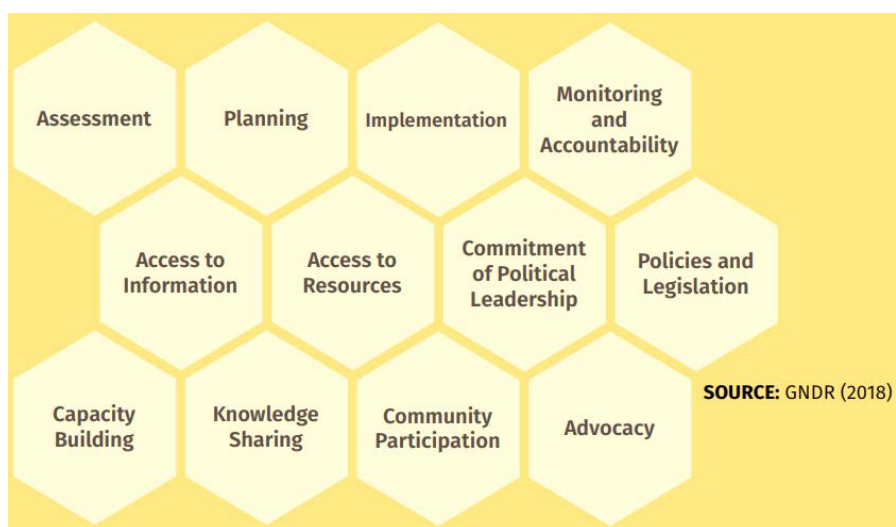 Assessment
Planning
Implementation
Monitoring
and
Accountability
Access to
Information
Access to
Resources
Commitment
of Political
Leadership
Policies and
Legislation
Capacity
Building
Knowledge
Sharing
Community
Participation
Advocacy
SOURCE: GNDR (2018)